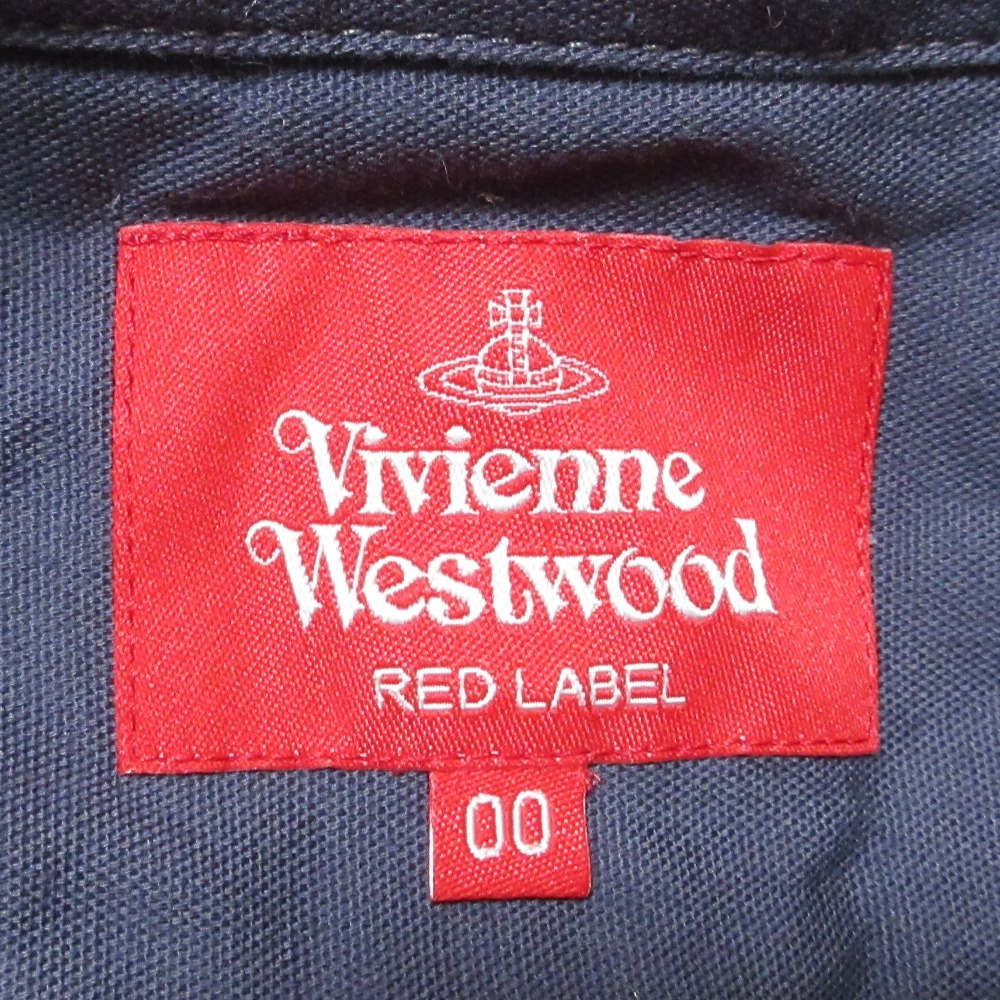 Vivienne
Westwood
RED LABEL
00